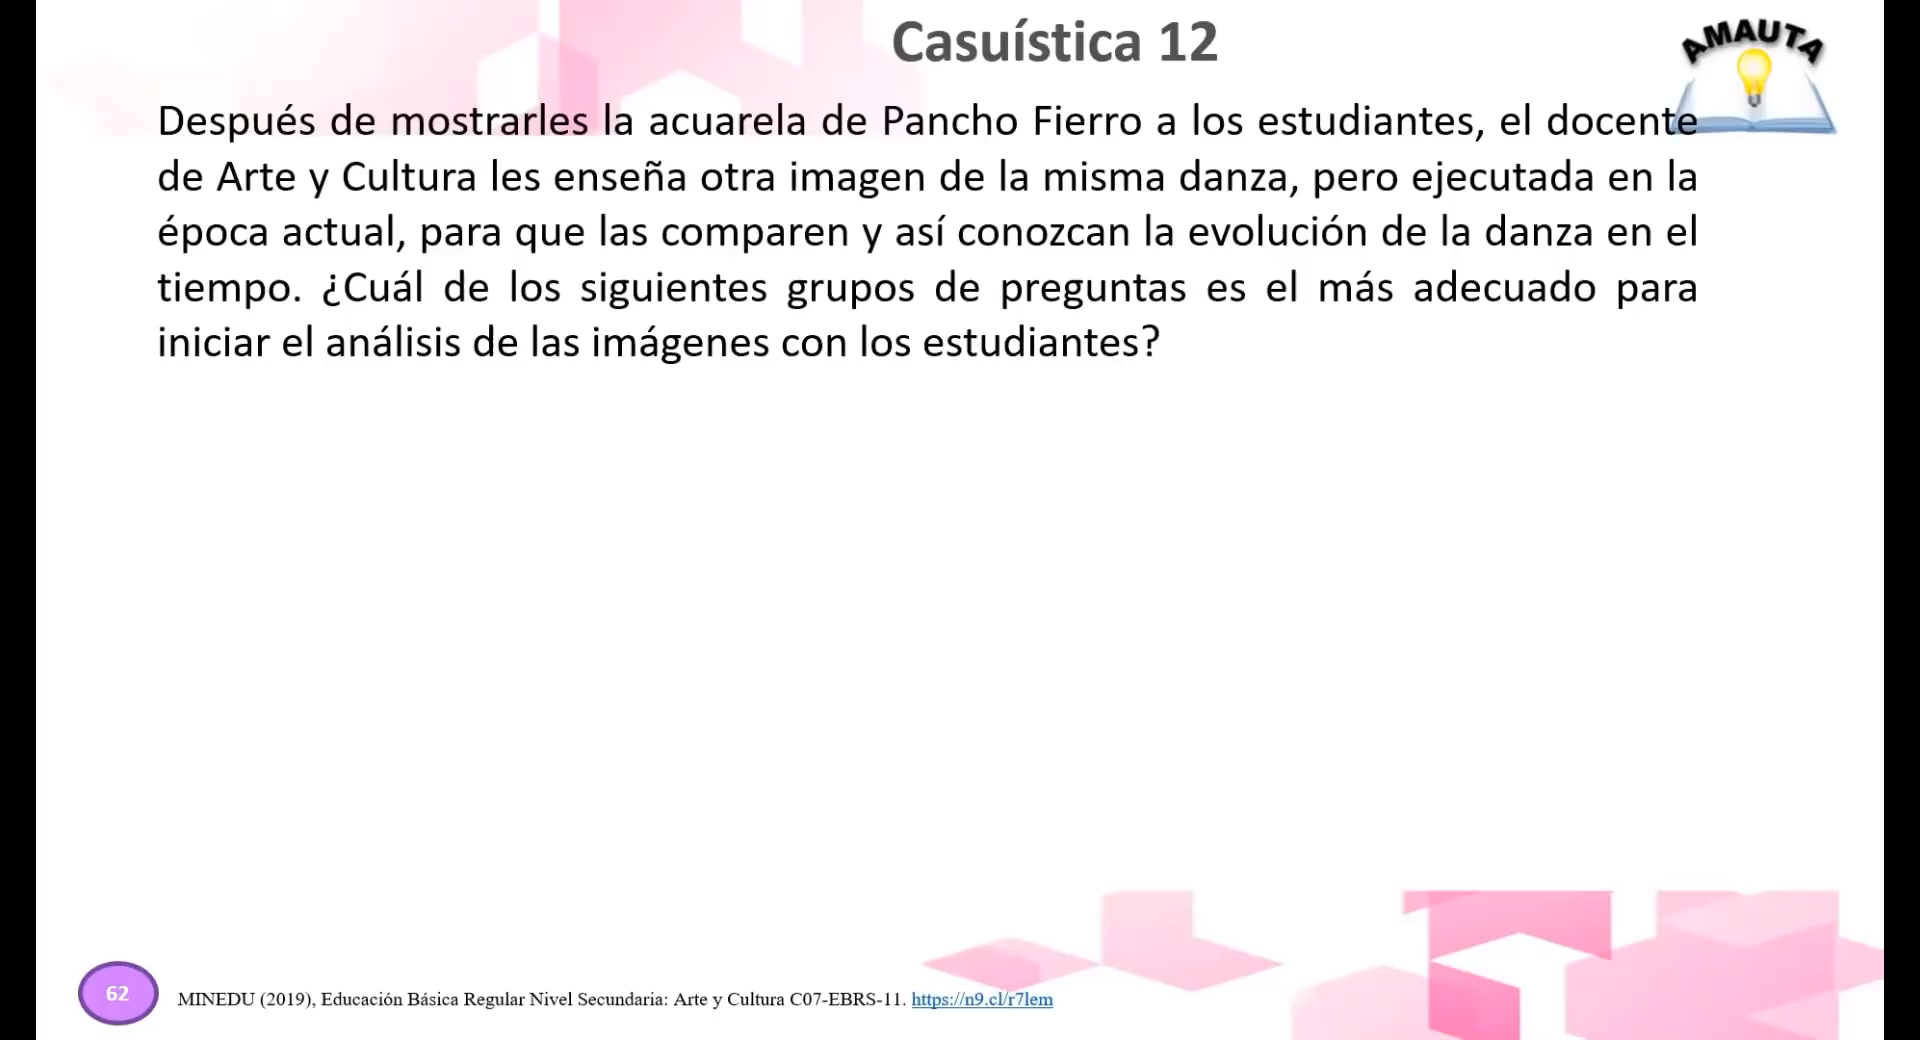 Casuística 12
AMAUTA
Después de mostrarles la acuarela de Pancho Fierro a los estudiantes, el docente
de Arte y Cultura les enseña otra imagen de la misma danza, pero ejecutada en la
época actual, para que las comparen y así conozcan la evolución de la danza en el
tiempo. ¿Cuál de los siguientes grupos de preguntas es el más adecuado para
iniciar el análisis de las imágenes con los estudiantes?
62
MINEDU (2019), Educación Básica Regular Nivel Secundaria: Arte y Cultura C07-EBRS-11. https://n9.cl/r7lem